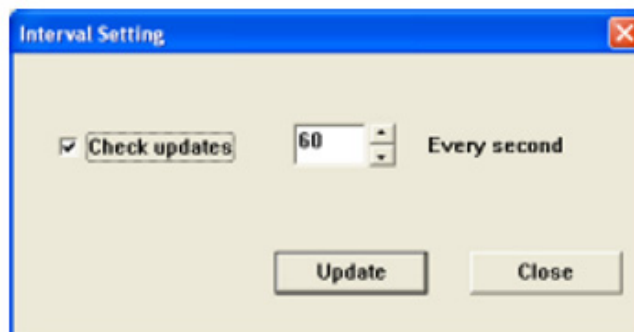 Interval Setting
Check updates 60 Every second
Update Close